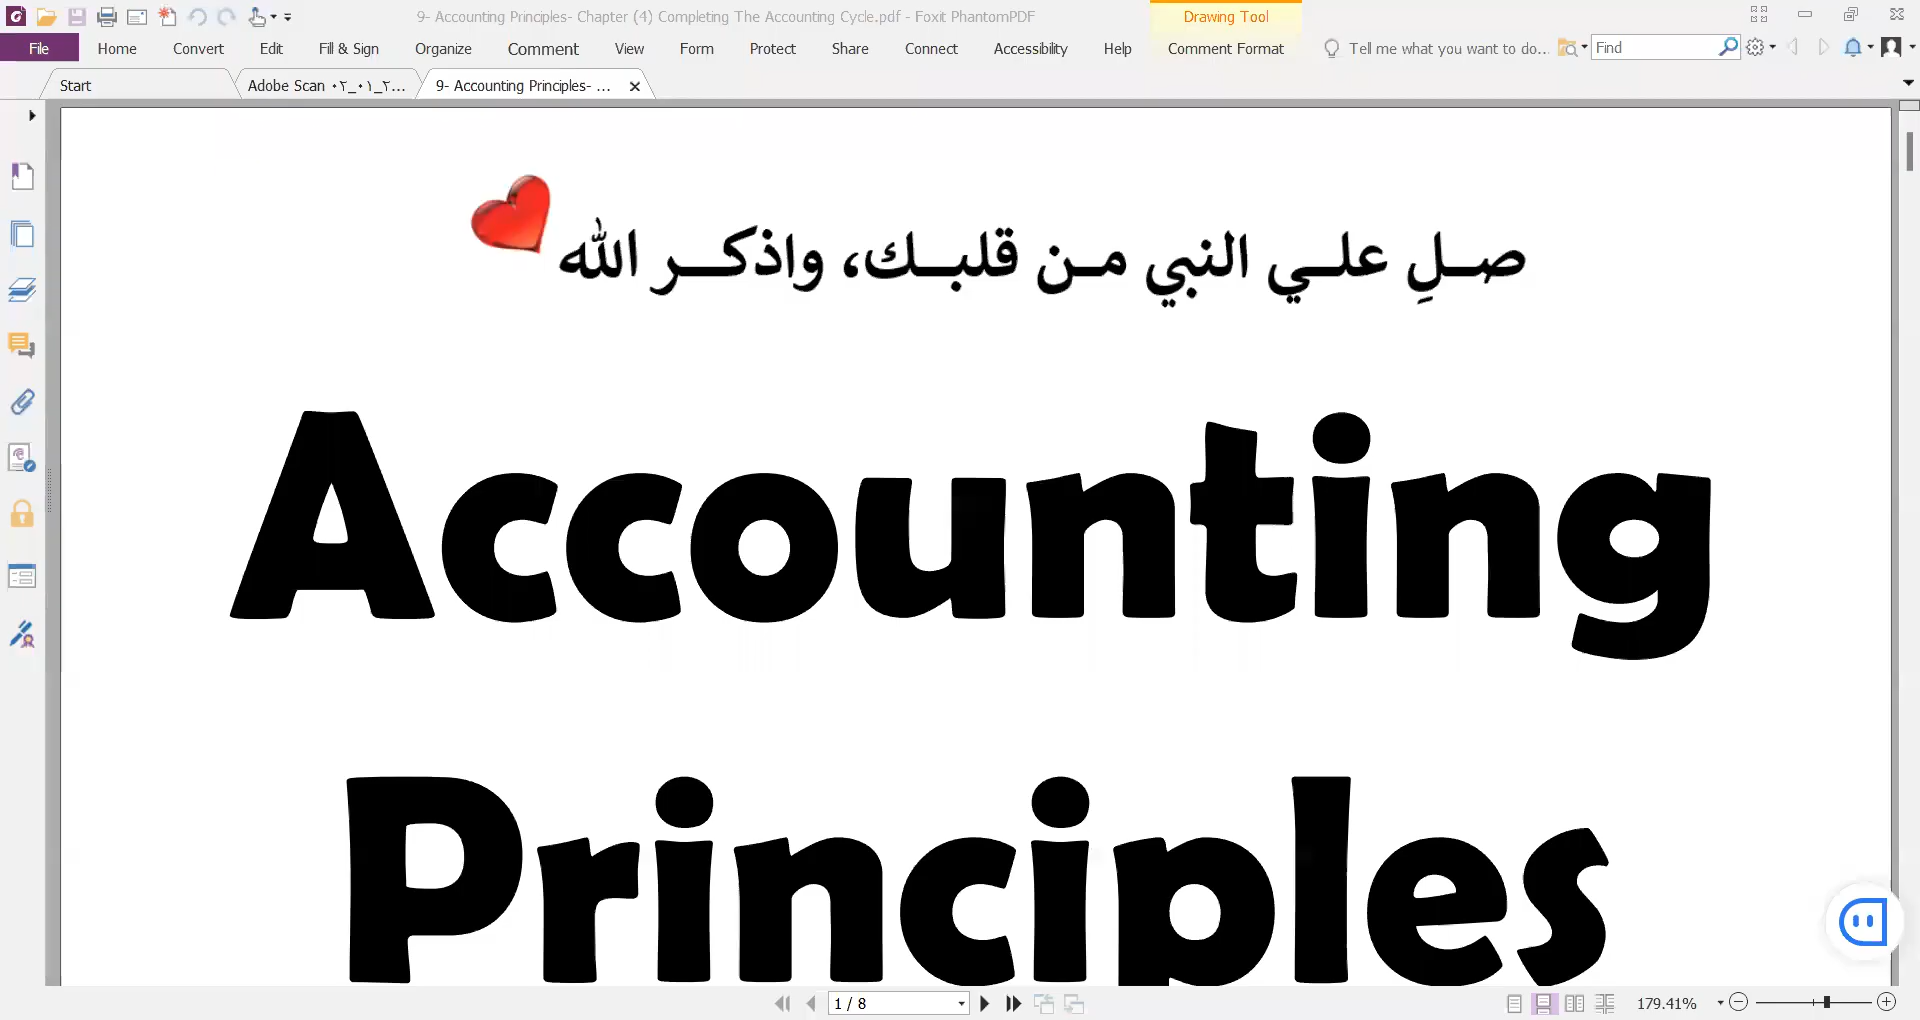 9- Accounting Principles- Chapter (4) Completing The Accounting Cycle.pdf - Foxit PhantomPDF
Drawing Tool
File Home Convert Edit Fill & Sign Organize Comment View Form Protect Share Connect Accessibility Help Comment Format Tell me what you want to do... Find
Start Adobe Scan ٠٢_٠١_٢... 9- Accounting Principles- ...
صلِ علي النبي من قلبك، واذكر الله
Accounting
Principles
1 / 8 179.41%